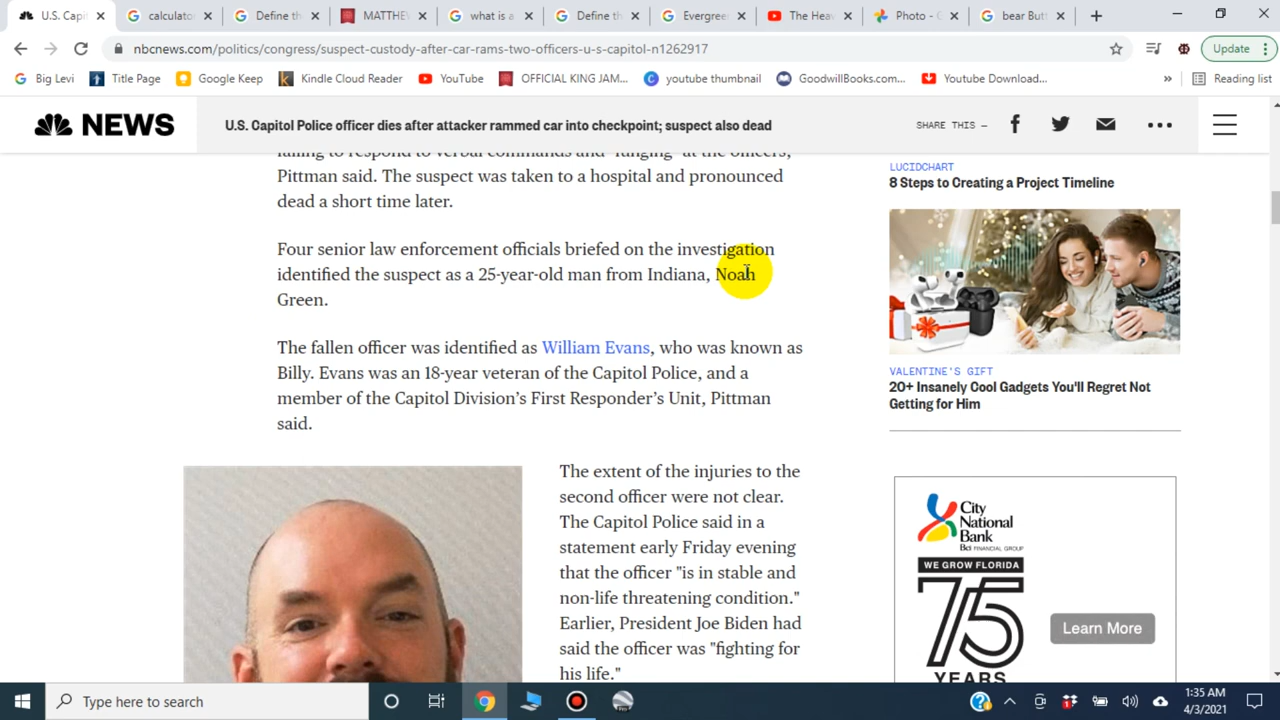 U.S. Capi
calculator
Define th
MATTHEW
what is a
Define th
Evergreen
The Hea
Photo - G
bear Butt
nbcnews.com/politics/congress/suspect-custody-after-car-rams-two-officers-u-s-capitol-n1262917
Update
Big Levi
Title Page
Google Keep
Kindle Cloud Reader
YouTube
OFFICIAL KING JAM...
youtube thumbnail
GoodwillBooks.com...
Youtube Download...
»
Reading list
NEWS
U.S. Capitol Police officer dies after attacker rammed car into checkpoint; suspect also dead
SHARE THIS –
failing to respond to verbal commands and "lunging" at the officers,
Pittman said. The suspect was taken to a hospital and pronounced
dead a short time later.
Four senior law enforcement officials briefed on the investigation
identified the suspect as a 25-year-old man from Indiana, Noah
Green.
The fallen officer was identified as William Evans, who was known as
Billy. Evans was an 18-year veteran of the Capitol Police, and a
member of the Capitol Division's First Responder's Unit, Pittman
said.
The extent of the injuries to the
second officer were not clear.
The Capitol Police said in a
statement early Friday evening
that the officer "is in stable and
non-life threatening condition."
Earlier, President Joe Biden had
said the officer was "fighting for
his life."
LUCIDCHART
8 Steps to Creating a Project Timeline
VALENTINE'S GIFT
20+ Insanely Cool Gadgets You'll Regret Not
Getting for Him
City
National
Bank
Bci FINANCIAL GROUP
WE GROW FLORIDA
75
YEARS
Learn More
Type here to search
1:35 AM
4/3/2021